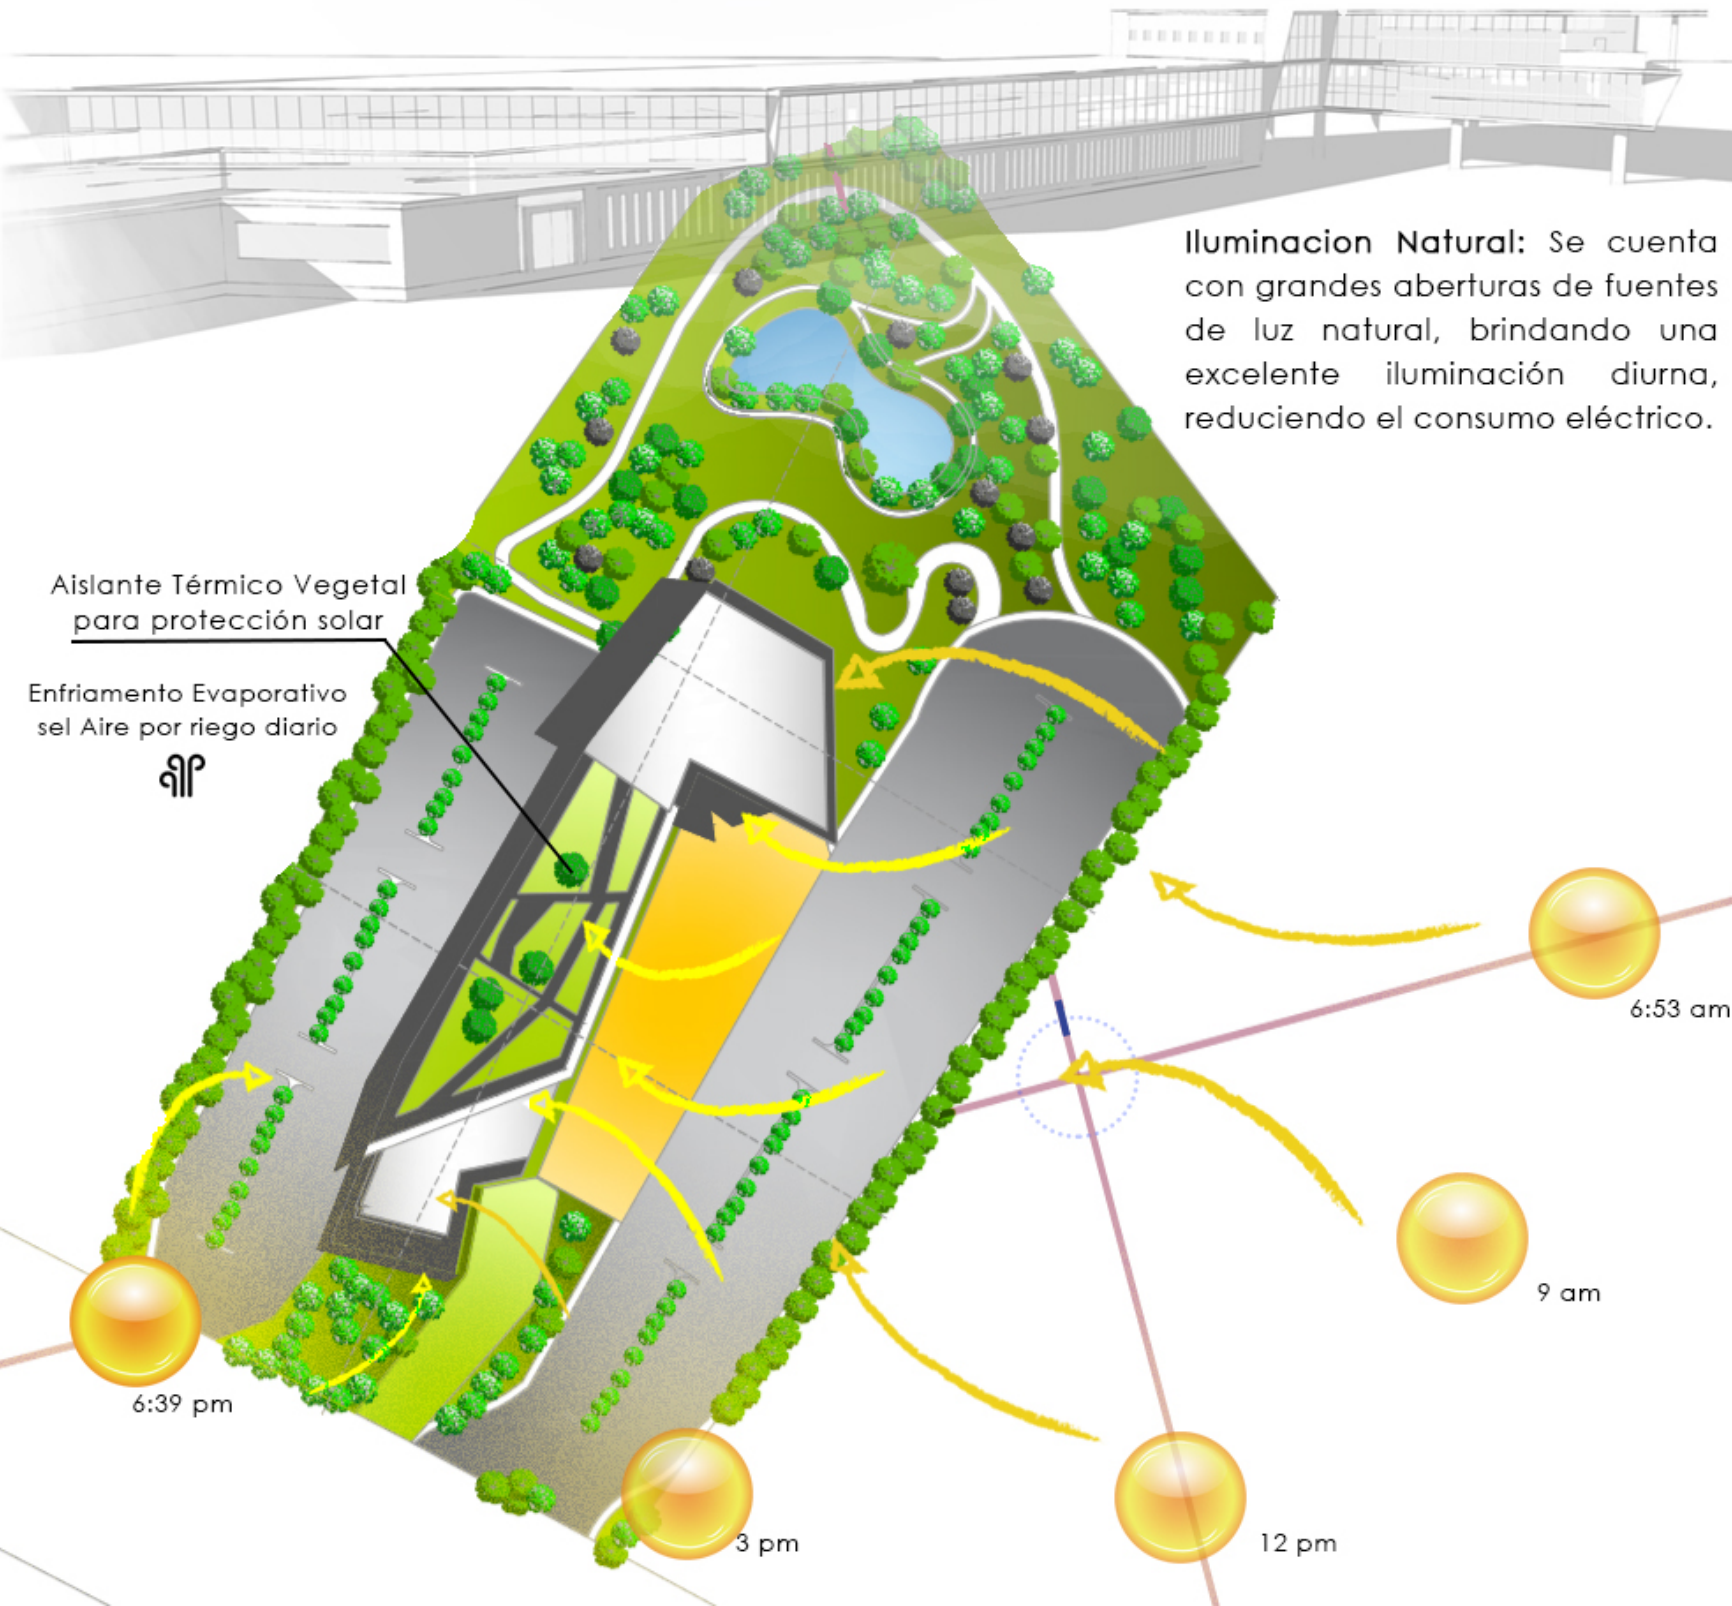 Iluminacion Natural: Se cuenta
con grandes aberturas de fuentes
de luz natural, brindando una
excelente iluminación diurna,
reduciendo el consumo eléctrico.
Aislante Térmico Vegetal
para protección solar
Enfriamento Evaporativo
sel Aire por riego diario
6:53 am
9 am
6:39 pm
3 pm
12 pm